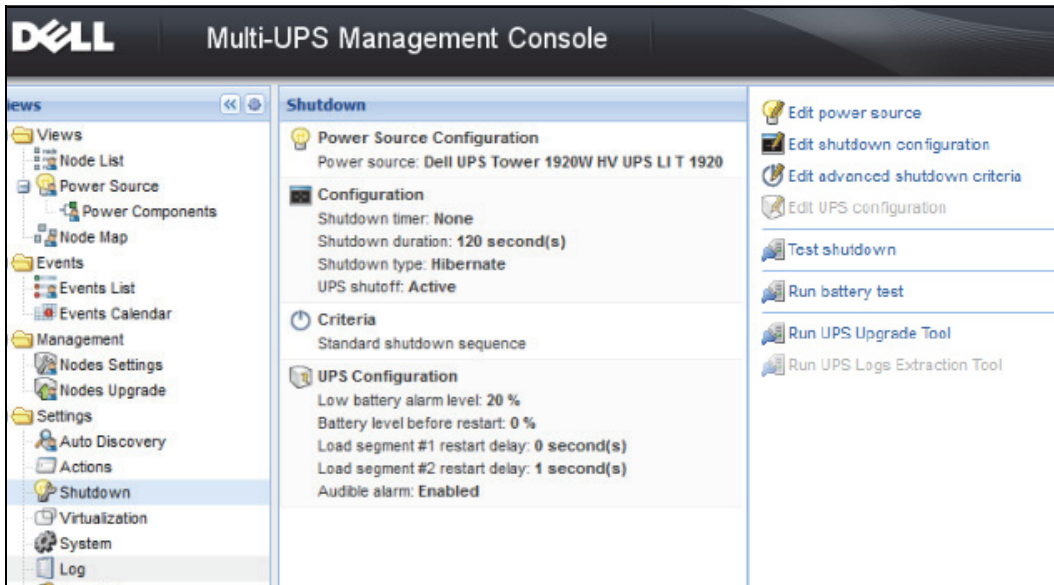 DELL
Multi-UPS Management Console
iews
Views
Node List
Power Source
Power Components
Node Map
Events
Events List
Events Calendar
Management
Nodes Settings
Nodes Upgrade
Settings
Auto Discovery
Actions
Shutdown
Virtualization
System
Log
Shutdown
Power Source Configuration
Power source: Dell UPS Tower 1920W HV UPS LI T 1920
Configuration
Shutdown timer: None
Shutdown duration: 120 second(s)
Shutdown type: Hibernate
UPS shutoff: Active
Criteria
Standard shutdown sequence
UPS Configuration
Low battery alarm level: 20 %
Battery level before restart: 0 %
Load segment #1 restart delay: 0 second(s)
Load segment #2 restart delay: 1 second(s)
Audible alarm: Enabled
Edit power source
Edit shutdown configuration
Edit advanced shutdown criteria
Edit UPS configuration
Test shutdown
Run battery test
Run UPS Upgrade Tool
Run UPS Logs Extraction Tool